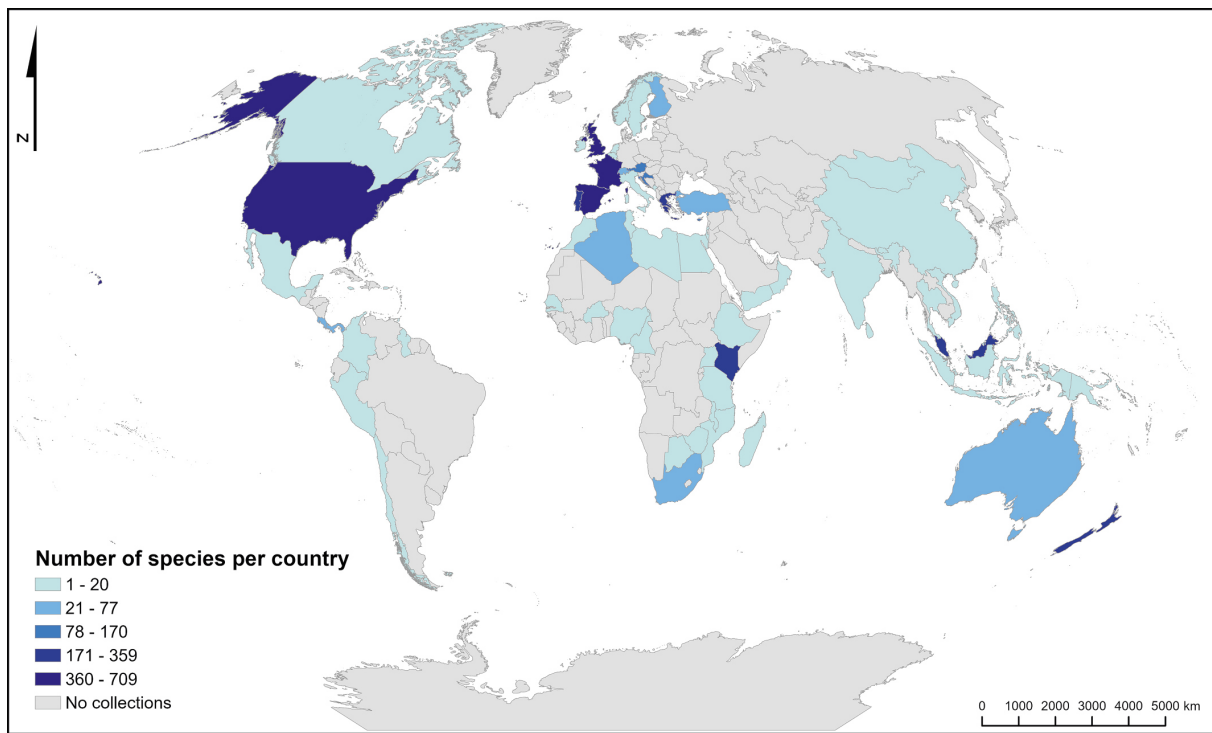 N
Number of species per country
1 - 20
21 - 77
78 - 170
171 - 359
360 - 709
No collections
0 1000 2000 3000 4000 5000 km